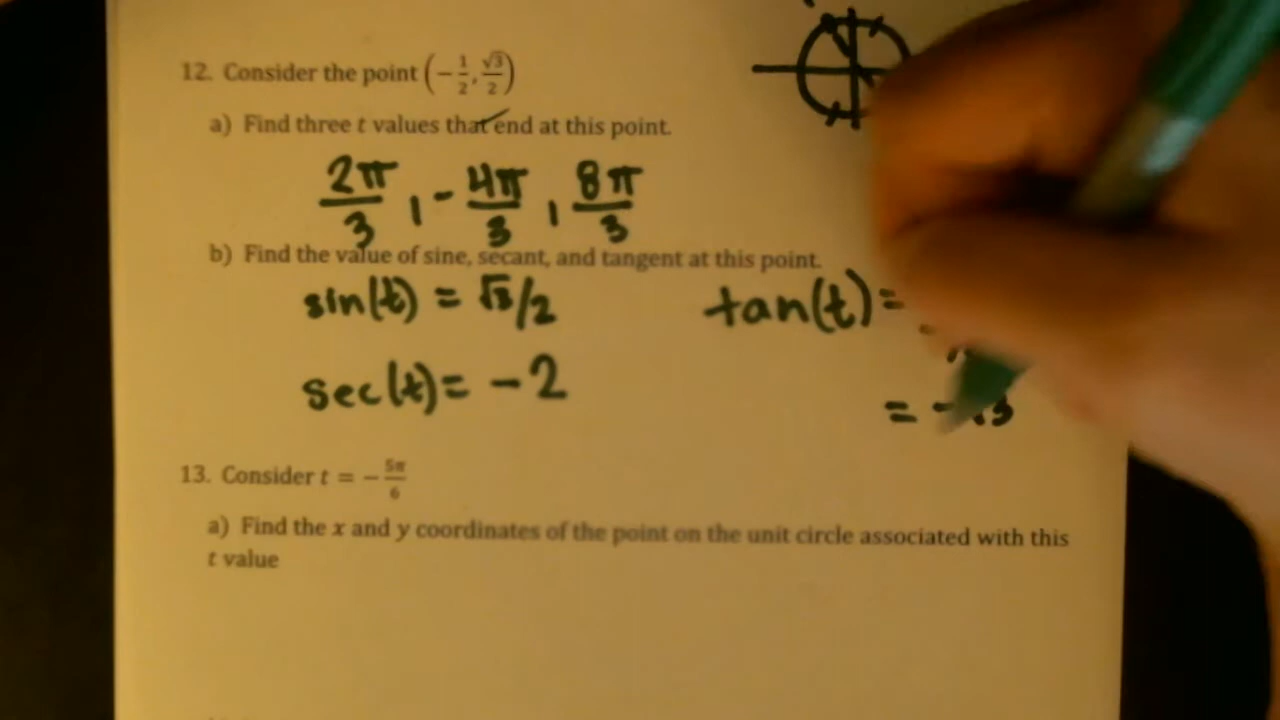 12. Consider the point (−1/2, √3/2)
a) Find three t values that end at this point.
2π/3, -4π/3, 8π/3
b) Find the value of sine, secant, and tangent at this point.
sin(t) = √3/2 tan(t) =
sec(t) = -2 = -√3
13. Consider t = −5π/6
a) Find the x and y coordinates of the point on the unit circle associated with this
t value